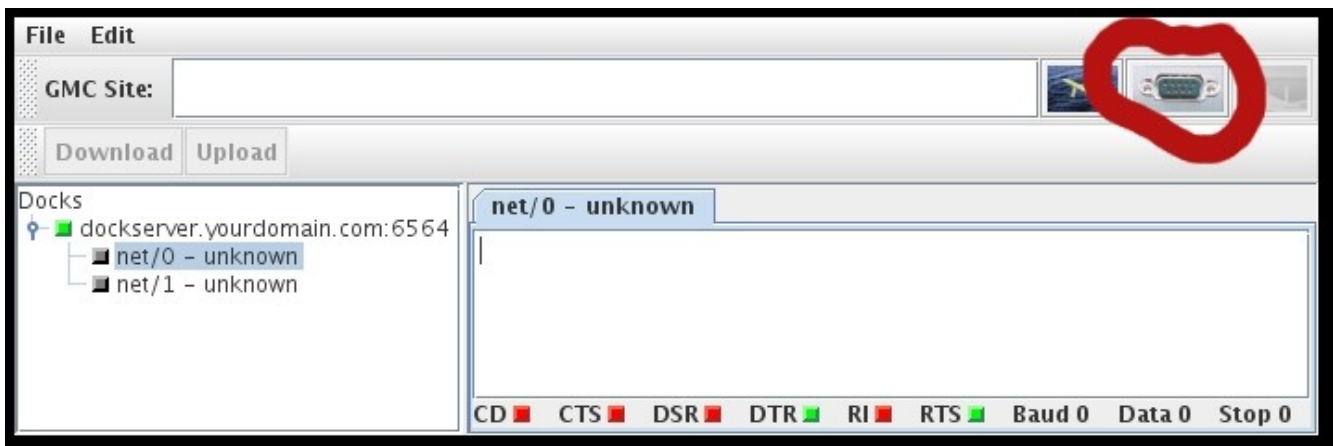 File Edit
GMC Site:
Download Upload
Docks
dockserver.yourdomain.com:6564
net/0 – unknown
net/1 – unknown
net/0 – unknown
CD CTS DSR DTR RI RTS Baud 0 Data 0 Stop 0